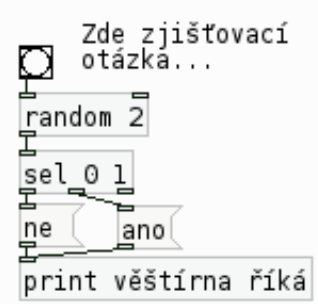 Zde zjišťovací
otázka...
random 2
sel 0 1
ne
ano
print věštírna říká